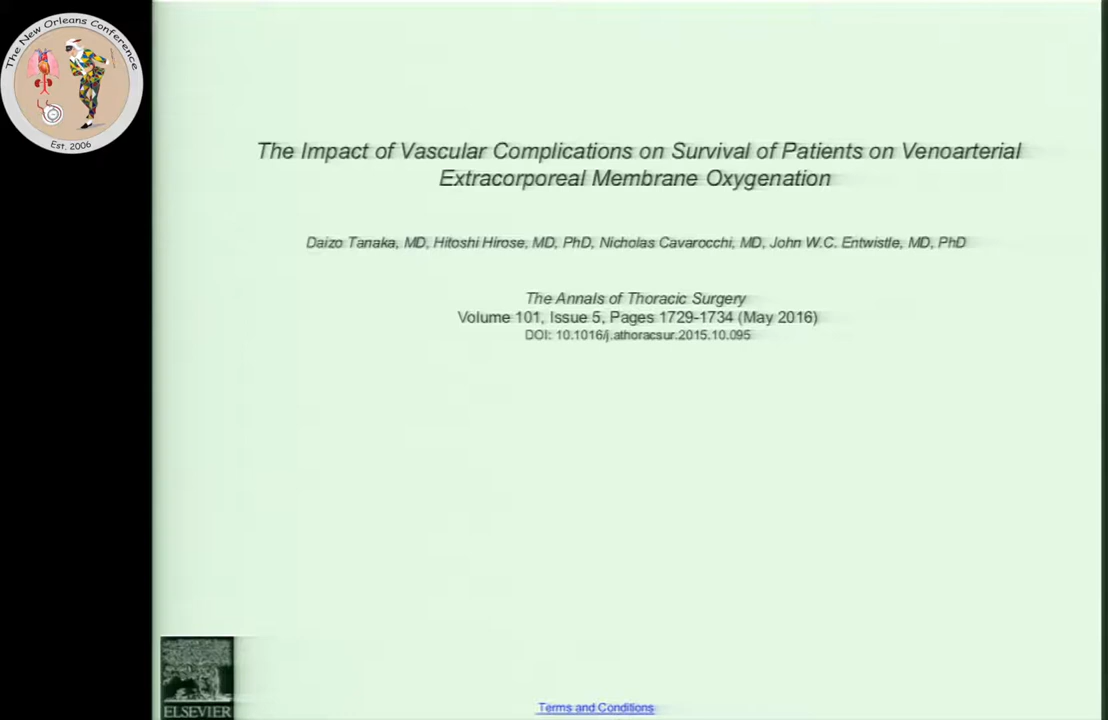 The New Orleans Conference
Est. 2006
The Impact of Vascular Complications on Survival of Patients on Venoarterial
Extracorporeal Membrane Oxygenation
Daizo Tanaka, MD, Hitoshi Hirose, MD, PhD, Nicholas Cavarocchi, MD, John W.C. Entwistle, MD, PhD
The Annals of Thoracic Surgery
Volume 101, Issue 5, Pages 1729-1734 (May 2016)
DOI: 10.1016/j.athoracsur.2015.10.095
ELSEVIER
Terms and Conditions